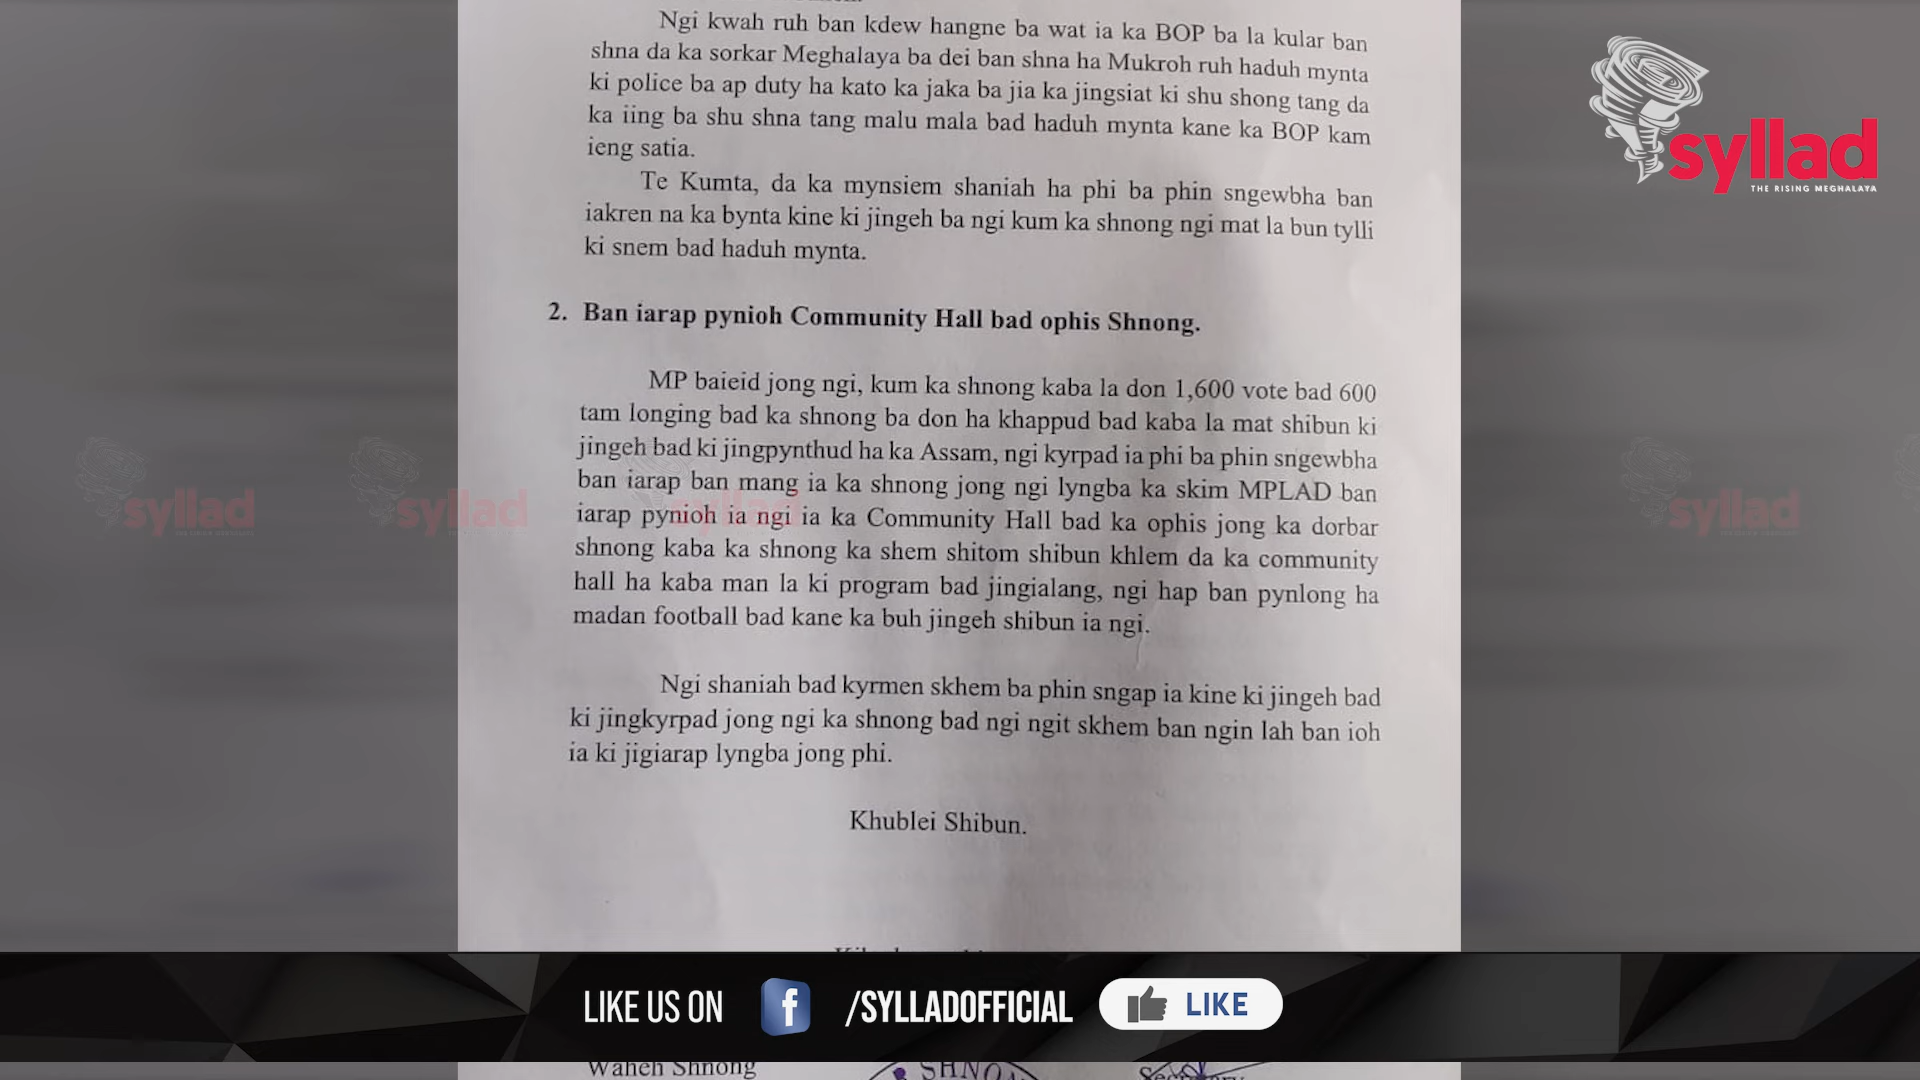 Ngi kwah ruh ban kdew hangne ba wat ia ka BOP ba la kular ban
shna da ka sorkar Meghalaya ba dei ban shna ha Mukroh ruh haduh mynta
ki police ba ap duty ha kato ka jaka ba jia ka jingsiat ki shu shong tang da
ka iing ba shu shna tang malu mala bad haduh mynta kane ka BOP kam
ieng satia.
Te Kumta, da ka mynsiem shaniah ha phi ba phin sngewbha ban
iakren na ka bynta kine ki jingeh ba ngi kum ka shnong ngi mat la bun tylli
ki snem bad haduh mynta.
2. Ban iarap pynioh Community Hall bad ophis Shnong.
MP baieid jong ngi, kum ka shnong kaba la don 1,600 vote bad 600
tam longing bad ka shnong ba don ha khappud bad kaba la mat shibun ki
jingeh bad ki jingpynthud ha ka Assam, ngi kyrpad ia phi ba phin sngewbha
ban iarap ban mang ia ka shnong jong ngi lyngba ka skim MPLAD ban
iarap pynioh ia ngi ia ka Community Hall bad ka ophis jong ka dorbar
shnong kaba ka shnong ka shem shitom shibun khlem da ka community
hall ha kaba man la ki program bad jingialang, ngi hap ban pynlong ha
madan football bad kane ka buh jingeh shibun ia ngi.
Ngi shaniah bad kyrmen skhem ba phin sngap ia kine ki jingeh bad
ki jingkyrpad jong ngi ka shnong bad ngi ngit skhem ban ngin lah ban ioh
ia ki jigiarap lyngba jong phi.
Khublei Shibun.
Waheh Shnong
Secretary
syllad
THE RISING MEGHALAYA
syllad
syllad
syllad
syllad
LIKE US ON f /SYLLADOFFICIAL LIKE